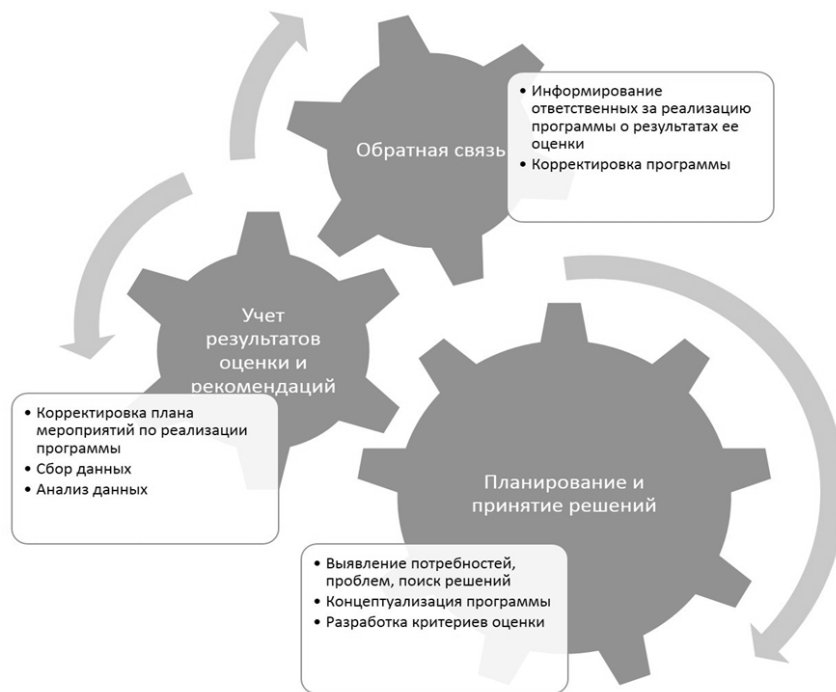 Обратная связь
• Информирование
ответственных за реализацию
программы о результатах ее
оценки
• Корректировка программы
Учет
результатов
оценки и
рекомендаций
• Корректировка плана
мероприятий по реализации
программы
• Сбор данных
• Анализ данных
Планирование и
принятие решений
• Выявление потребностей,
проблем, поиск решений
• Концептуализация программы
• Разработка критериев оценки